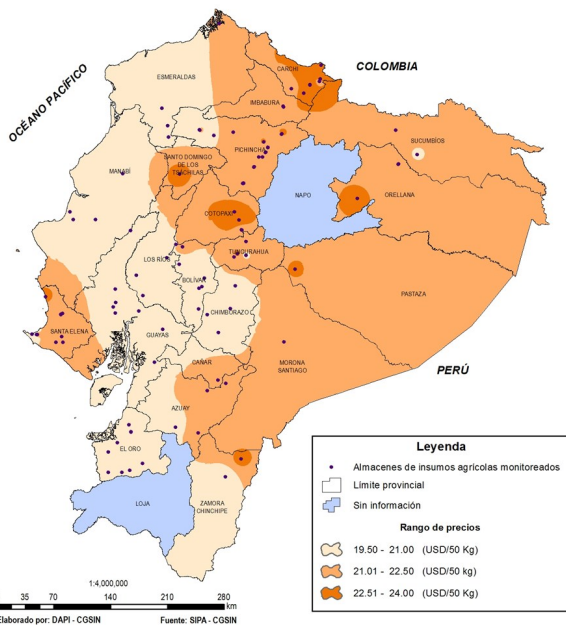 COLOMBIA
OCÉANO PACÍFICO
CARCHI
ESMERALDAS
IMBABURA
SUCUMBÍOS
PICHINCHA
SANTO DOMINGO
DE LOS
TSÁCHILAS
MANABÍ
NAPO
ORELLANA
COTOPAXI
TUNGURAHUA
LOS RÍOS
BOLÍVAR
PASTAZA
CHIMBORAZO
SANTA ELENA
GUAYAS
CAÑAR
MORONA
SANTIAGO
PERÚ
AZUAY
EL ORO
LOJA
ZAMORA
CHINCHIPE
Leyenda
Almacenes de insumos agrícolas monitoreados
Límite provincial
Sin información
Rango de precios
19.50 - 21.00 (USD/50 Kg)
21.01 - 22.50 (USD/50 kg)
22.51 - 24.00 (USD/50 Kg)
1:4,000,000
35 70 140 210 280
km
Elaborado por: DAPI - CGSIN Fuente: SIPA - CGSIN